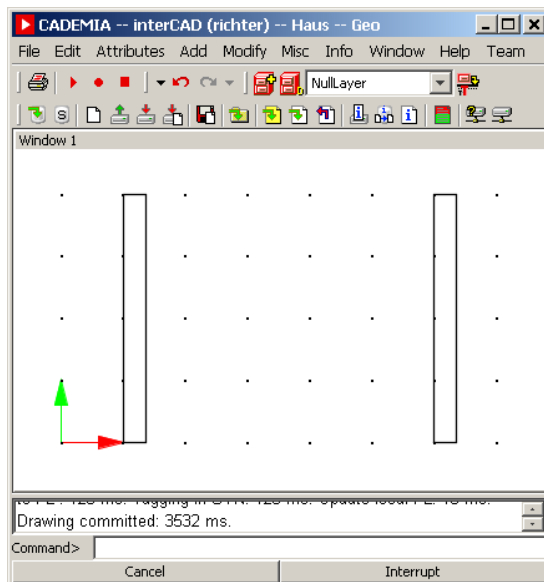 CADEMIA -- interCAD (richter) -- Haus -- Geo
File Edit Attributes Add Modify Misc Info Window Help Team
NullLayer
S
Window 1
Drawing committed: 3532 ms.
Command>
Cancel Interrupt